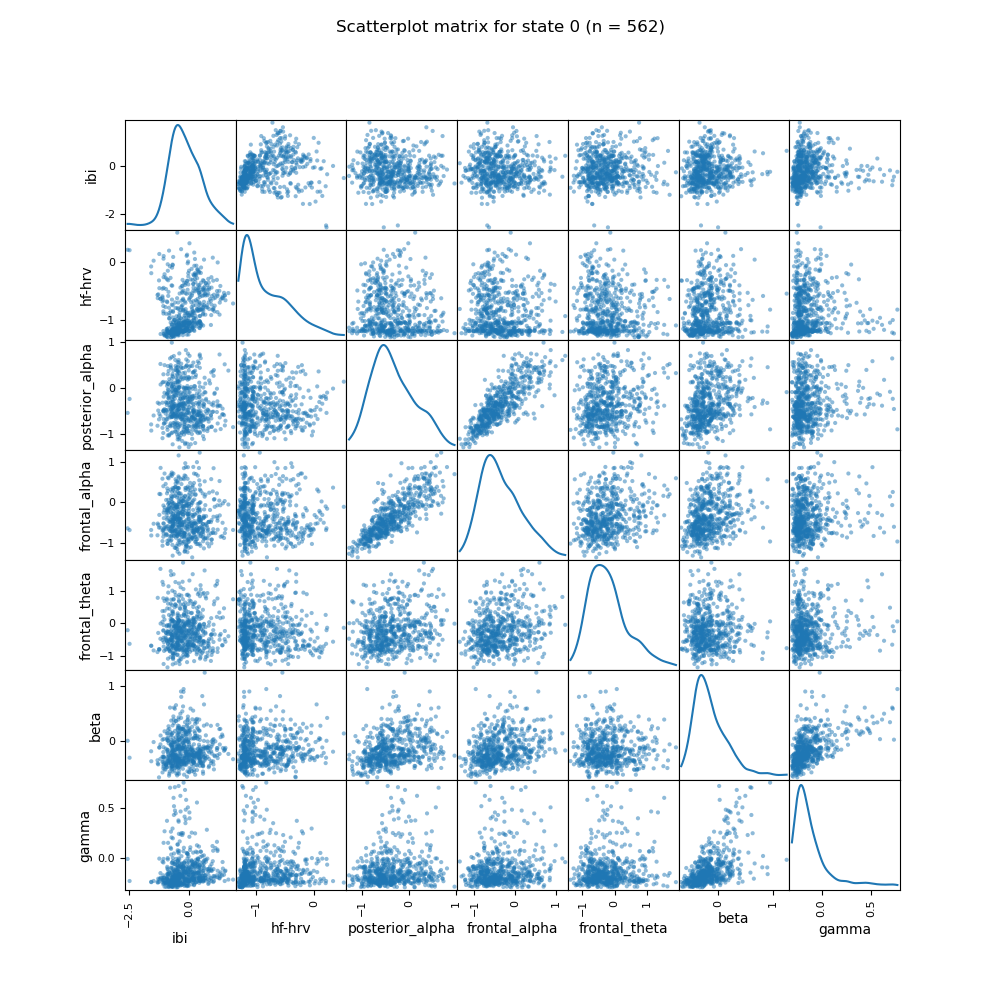 Scatterplot matrix for state 0 (n = 562)
ibi
0
-2
hf-hrv
0
−1
posterior_alpha
1
0
−1
frontal_alpha
1
0
−1
frontal_theta
1
0
−1
beta
1
0
gamma
0.5
0.0
−2.5 0.0 −1 0 −1 0 1 −1 0 1 −1 0 1 0 1 0.0 0.5
ibi hf-hrv posterior_alpha frontal_alpha frontal_theta beta gamma